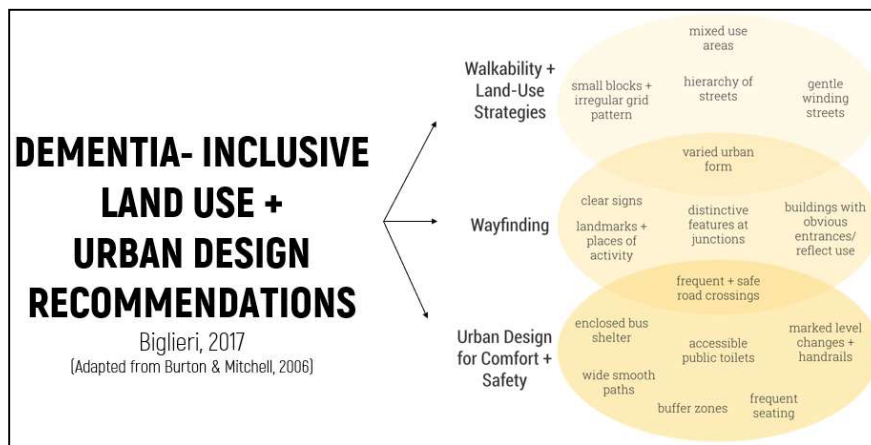 DEMENTIA- INCLUSIVE
LAND USE +
URBAN DESIGN
RECOMMENDATIONS
Biglieri, 2017
(Adapted from Burton & Mitchell, 2006)
Walkability +
Land-Use
Strategies
mixed use
areas
small blocks +
irregular grid
pattern
hierarchy of
streets
gentle
winding
streets
varied urban
form
Wayfinding
clear signs
landmarks +
places of
activity
distinctive
features at
junctions
buildings with
obvious
entrances/
reflect use
frequent + safe
road crossings
Urban Design
for Comfort +
Safety
enclosed bus
shelter
accessible
public toilets
marked level
changes +
handrails
wide smooth
paths
buffer zones
frequent
seating